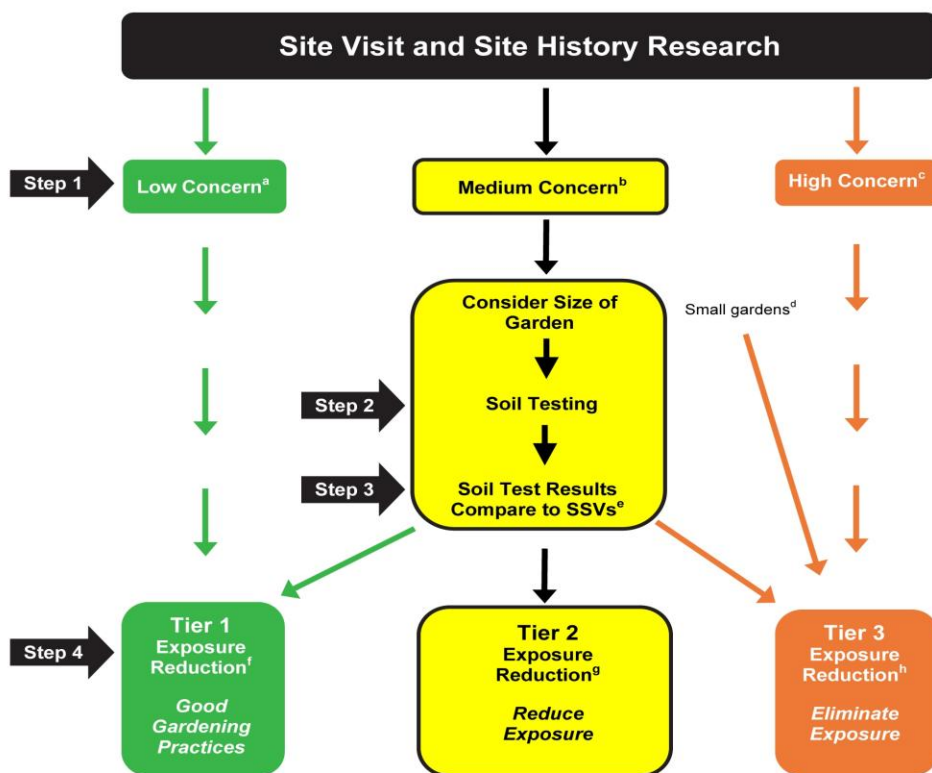 Site Visit and Site History Research
Step 1
Low Concernᵃ
Medium Concernᵇ
High Concernᶜ
Consider Size of
Garden
Small gardensᵈ
Step 2
Soil Testing
Step 3
Soil Test Results
Compare to SSVsᵉ
Step 4
Tier 1
Exposure
Reductionᶠ
Good
Gardening
Practices
Tier 2
Exposure
Reductionᵍ
Reduce
Exposure
Tier 3
Exposure
Reductionʰ
Eliminate
Exposure